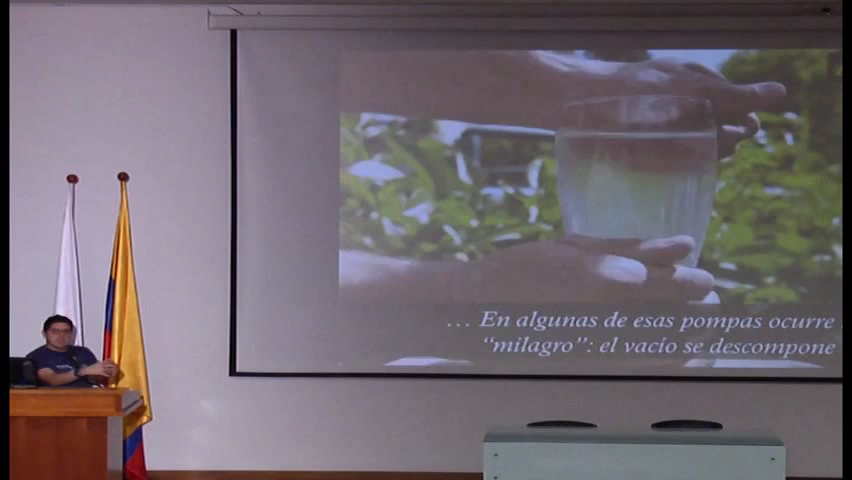 … En algunas de esas pompas ocurre
“milagro”: el vacío se descompone